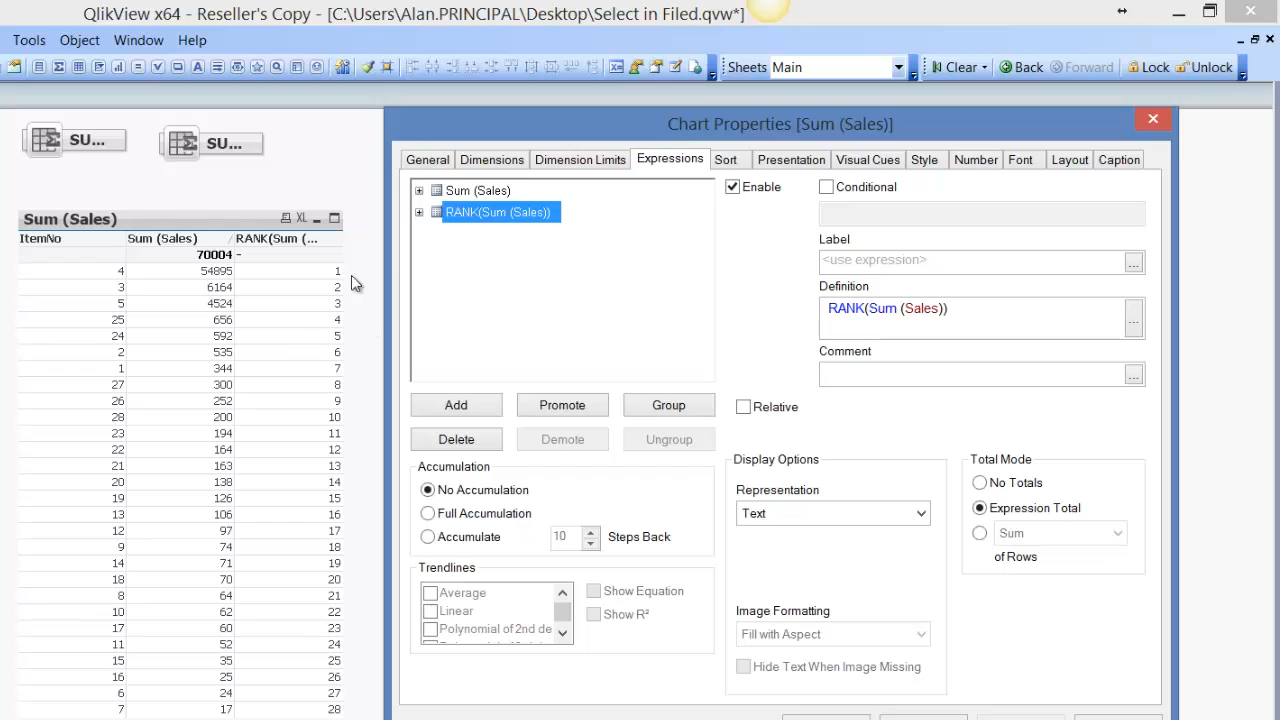 QlikView x64 - Reseller's Copy - [C:\Users\Alan.PRINCIPAL\Desktop\Select in Filed.qvw*]
Tools Object Window Help
Sheets Main Clear Back Forward Lock Unlock
SU... SU...
Chart Properties [Sum (Sales)]
General Dimensions Dimension Limits Expressions Sort Presentation Visual Cues Style Number Font Layout Caption
Sum (Sales)
RANK(Sum (Sales))
Enable
Conditional
Label
<use expression>
...
Definition
RANK(Sum (Sales))
...
Comment
...
Add Promote Group
Delete Demote Ungroup
Relative
Accumulation
No Accumulation
Full Accumulation
Accumulate 10 Steps Back
Trendlines
Average
Linear
Polynomial of 2nd de
Show Equation
Show R²
Display Options
Representation
Text
Image Formatting
Fill with Aspect
Hide Text When Image Missing
Total Mode
No Totals
Expression Total
Sum
of Rows
Sum (Sales) XL
ItemNo Sum (Sales) RANK(Sum (...
70004 -
4 54895 1
3 6164 2
5 4524 3
25 656 4
24 592 5
2 535 6
1 344 7
27 300 8
26 252 9
28 200 10
23 194 11
22 164 12
21 163 13
20 138 14
19 126 15
13 106 16
12 97 17
9 74 18
14 71 19
18 70 20
8 64 21
10 62 22
17 60 23
11 52 24
15 35 25
16 25 26
6 24 27
7 17 28